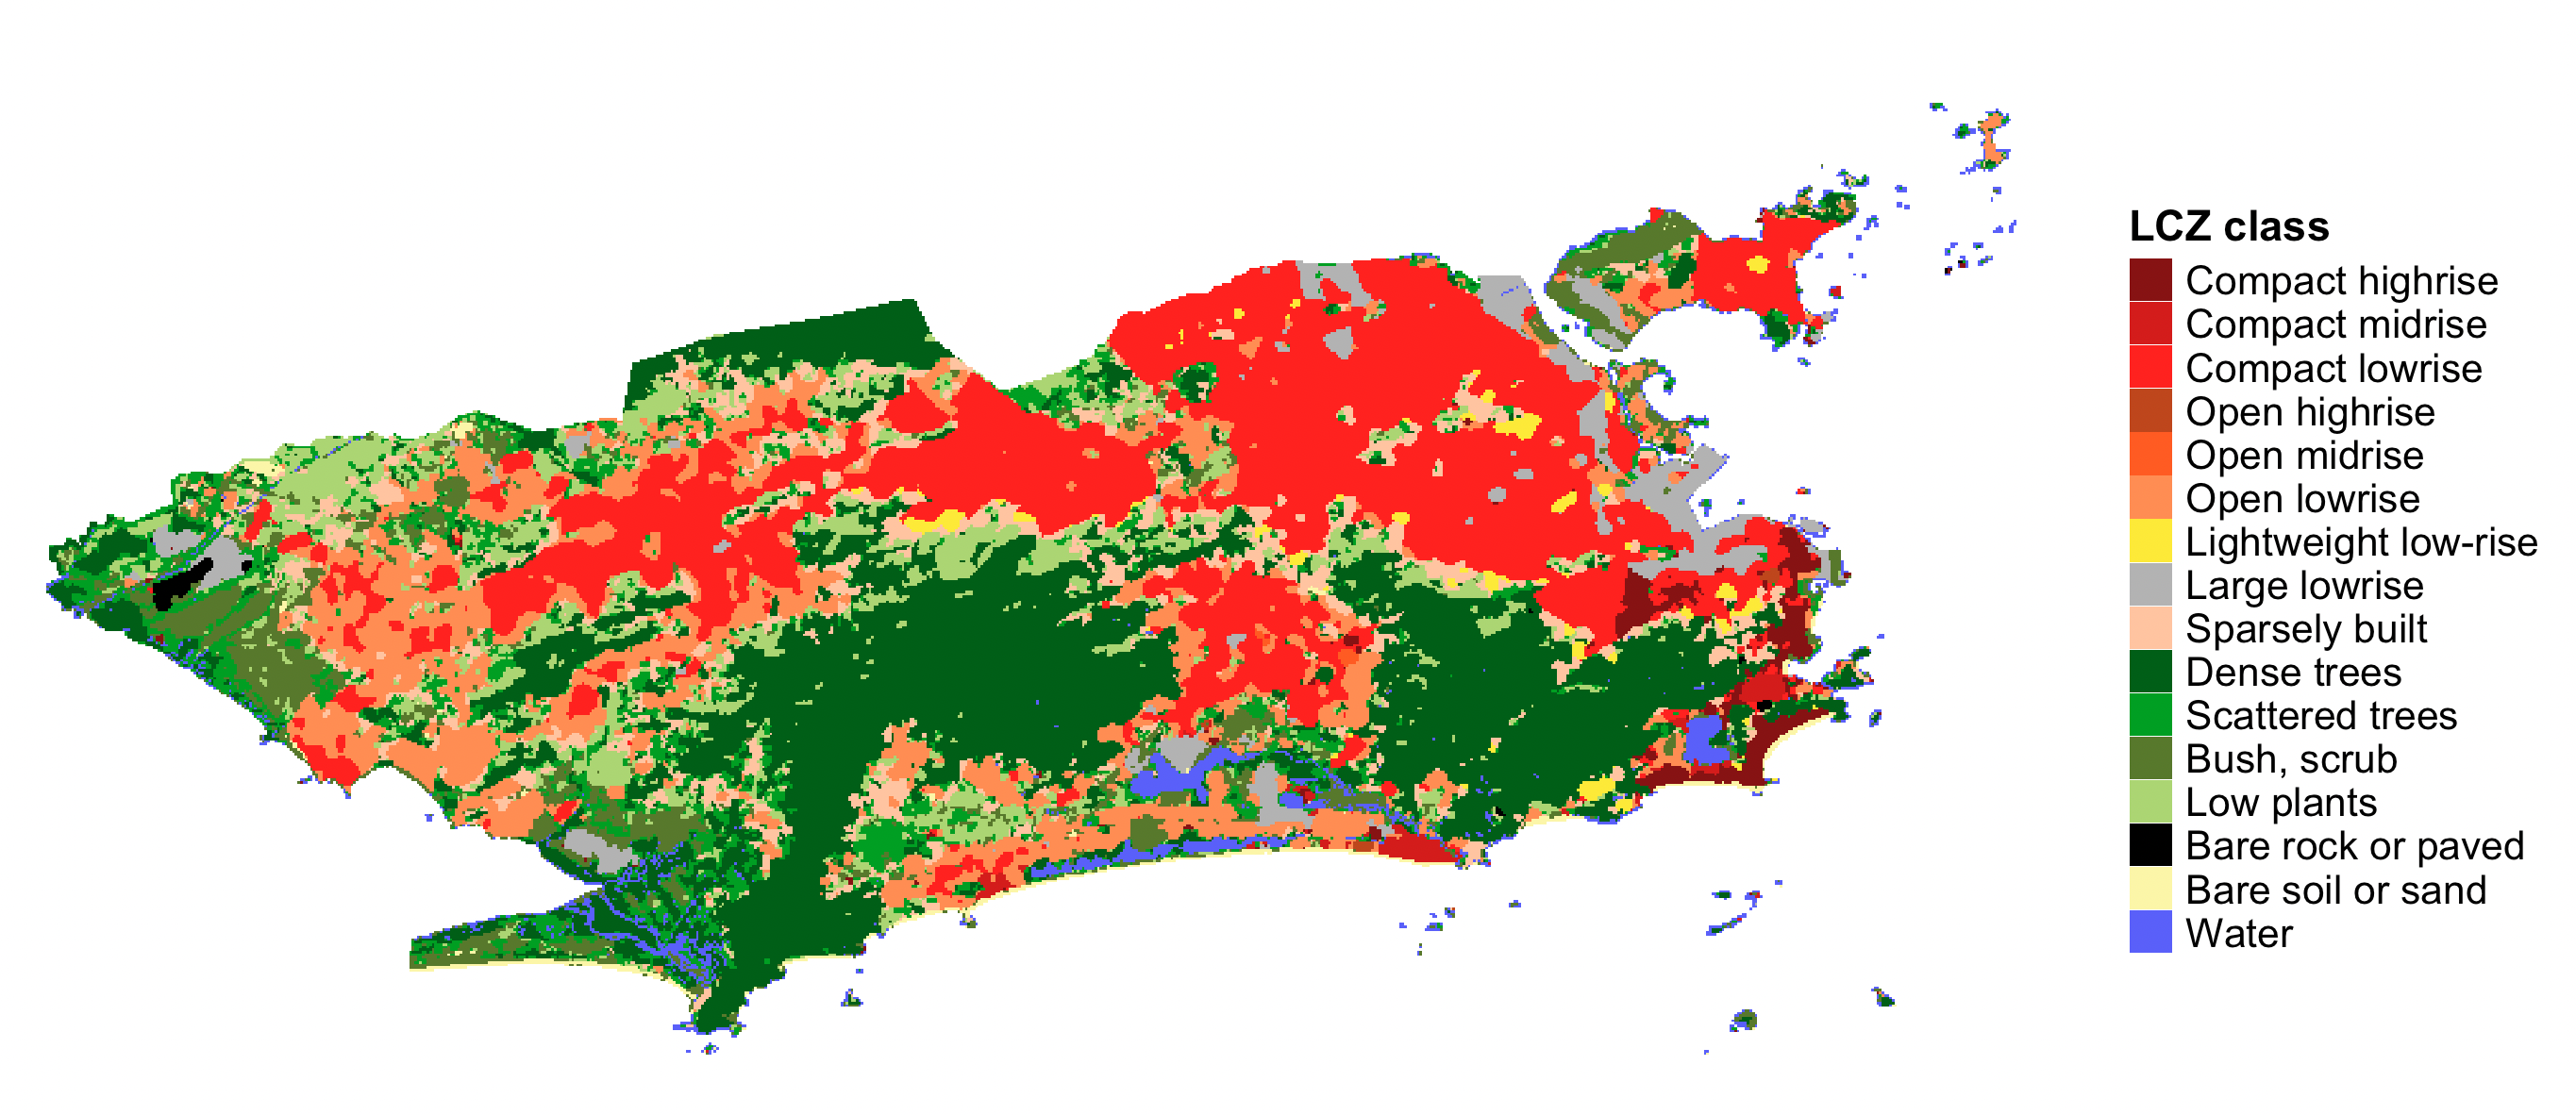 LCZ class
Compact highrise
Compact midrise
Compact lowrise
Open highrise
Open midrise
Open lowrise
Lightweight low-rise
Large lowrise
Sparsely built
Dense trees
Scattered trees
Bush, scrub
Low plants
Bare rock or paved
Bare soil or sand
Water